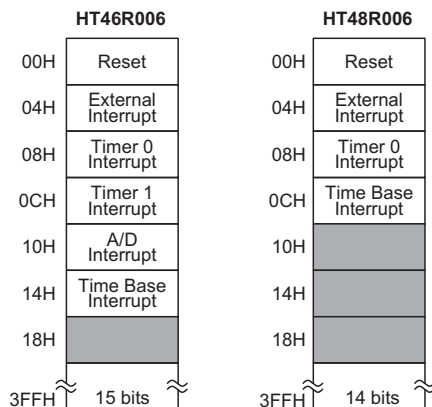 HT46R006
00H
Reset
04H
External
Interrupt
08H
Timer 0
Interrupt
0CH
Timer 1
Interrupt
10H
A/D
Interrupt
14H
Time Base
Interrupt
18H
3FFH
15 bits
HT48R006
00H
Reset
04H
External
Interrupt
08H
Timer 0
Interrupt
0CH
Time Base
Interrupt
10H
14H
18H
3FFH
14 bits